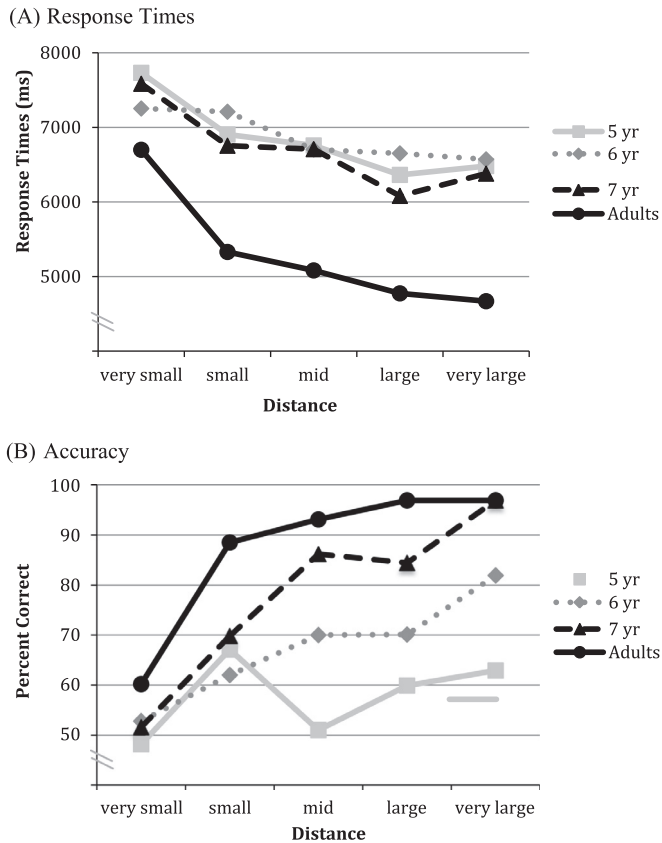 (A) Response Times
8000
7000
6000
5000
Response Times (ms)
very small small mid large very large
Distance
5 yr
6 yr
7 yr
Adults
(B) Accuracy
100
90
80
70
60
50
Percent Correct
very small small mid large very large
Distance
5 yr
6 yr
7 yr
Adults